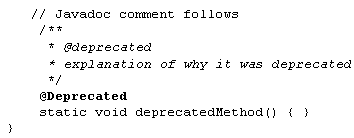 // Javadoc comment follows
/**
* @deprecated
* explanation of why it was deprecated
*/
@Deprecated
static void deprecatedMethod() { }
}